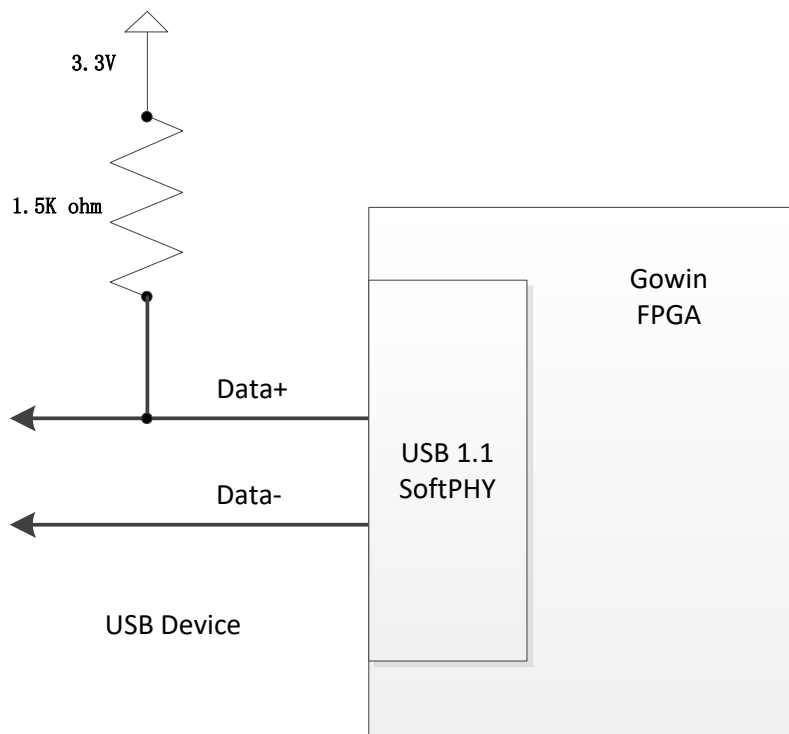 3.3V
1.5K ohm
Gowin
FPGA
Data+
USB 1.1
SoftPHY
Data-
USB Device